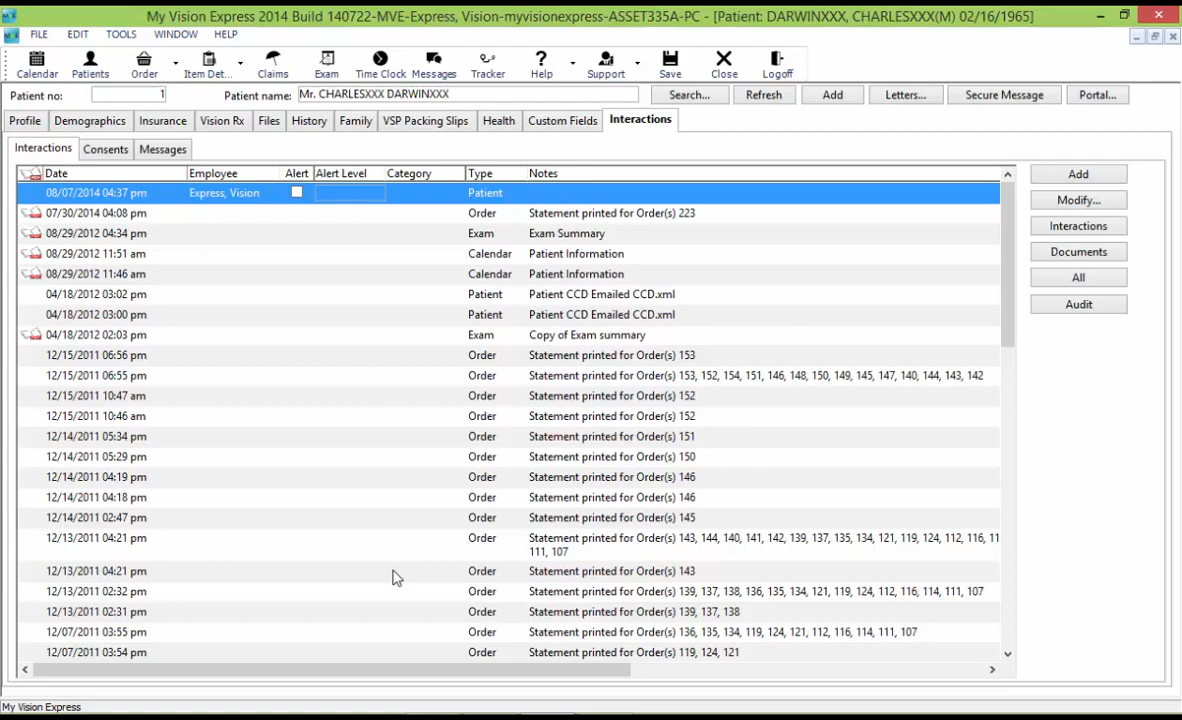 My Vision Express 2014 Build 140722-MVE-Express, Vision-myvisionexpress-ASSET335A-PC - [Patient: DARWINXXX, CHARLESXXX(M) 02/16/1965]
FILE EDIT TOOLS WINDOW HELP
Calendar Patients Order Item Det... Claims Exam Time Clock Messages Tracker Help Support Save Close Logoff
Patient no: 1 Patient name: Mr. CHARLESXXX DARWINXXX Search... Refresh Add Letters... Secure Message Portal...
Profile Demographics Insurance Vision Rx Files History Family VSP Packing Slips Health Custom Fields Interactions
Interactions Consents Messages
Date Employee Alert Alert Level Category Type Notes
08/07/2014 04:37 pm Express, Vision Patient
07/30/2014 04:08 pm Order Statement printed for Order(s) 223
08/29/2012 04:34 pm Exam Exam Summary
08/29/2012 11:51 am Calendar Patient Information
08/29/2012 11:46 am Calendar Patient Information
04/18/2012 03:02 pm Patient Patient CCD Emailed CCD.xml
04/18/2012 03:00 pm Patient Patient CCD Emailed CCD.xml
04/18/2012 02:03 pm Exam Copy of Exam summary
12/15/2011 06:56 pm Order Statement printed for Order(s) 153
12/15/2011 06:55 pm Order Statement printed for Order(s) 153, 152, 154, 151, 146, 148, 150, 149, 145, 147, 140, 144, 143, 142
12/15/2011 10:47 am Order Statement printed for Order(s) 152
12/15/2011 10:46 am Order Statement printed for Order(s) 152
12/14/2011 05:34 pm Order Statement printed for Order(s) 151
12/14/2011 05:29 pm Order Statement printed for Order(s) 150
12/14/2011 04:19 pm Order Statement printed for Order(s) 146
12/14/2011 04:18 pm Order Statement printed for Order(s) 146
12/14/2011 02:47 pm Order Statement printed for Order(s) 145
12/13/2011 04:21 pm Order Statement printed for Order(s) 143, 144, 140, 141, 142, 139, 137, 135, 134, 121, 119, 124, 112, 116, 11
111, 107
12/13/2011 04:21 pm Order Statement printed for Order(s) 143
12/13/2011 02:32 pm Order Statement printed for Order(s) 139, 137, 138, 136, 135, 134, 121, 119, 124, 112, 116, 114, 111, 107
12/13/2011 02:31 pm Order Statement printed for Order(s) 139, 137, 138
12/07/2011 03:55 pm Order Statement printed for Order(s) 136, 135, 134, 119, 124, 121, 112, 116, 114, 111, 107
12/07/2011 03:54 pm Order Statement printed for Order(s) 119, 124, 121
Add
Modify...
Interactions
Documents
All
Audit
My Vision Express